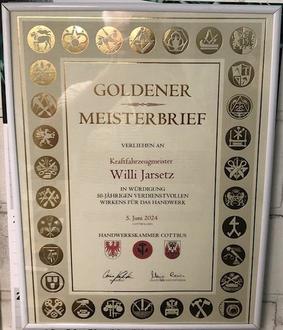 GOLDENER
MEISTERBRIEF
VERLIEHEN AN
Kraftfahrzeugmeister
Willi Jarsetz
IN WÜRDIGUNG
50-JÄHRIGEN VERDIENSTVOLLEN
WIRKENS FÜR DAS HANDWERK
5. Juni 2024
HANDWERKSKAMMER COTTBUS